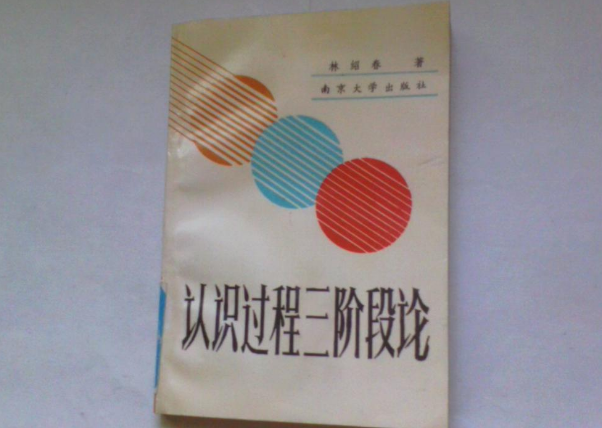 林绍春 著
南京大学出版社
认识过程三阶段论